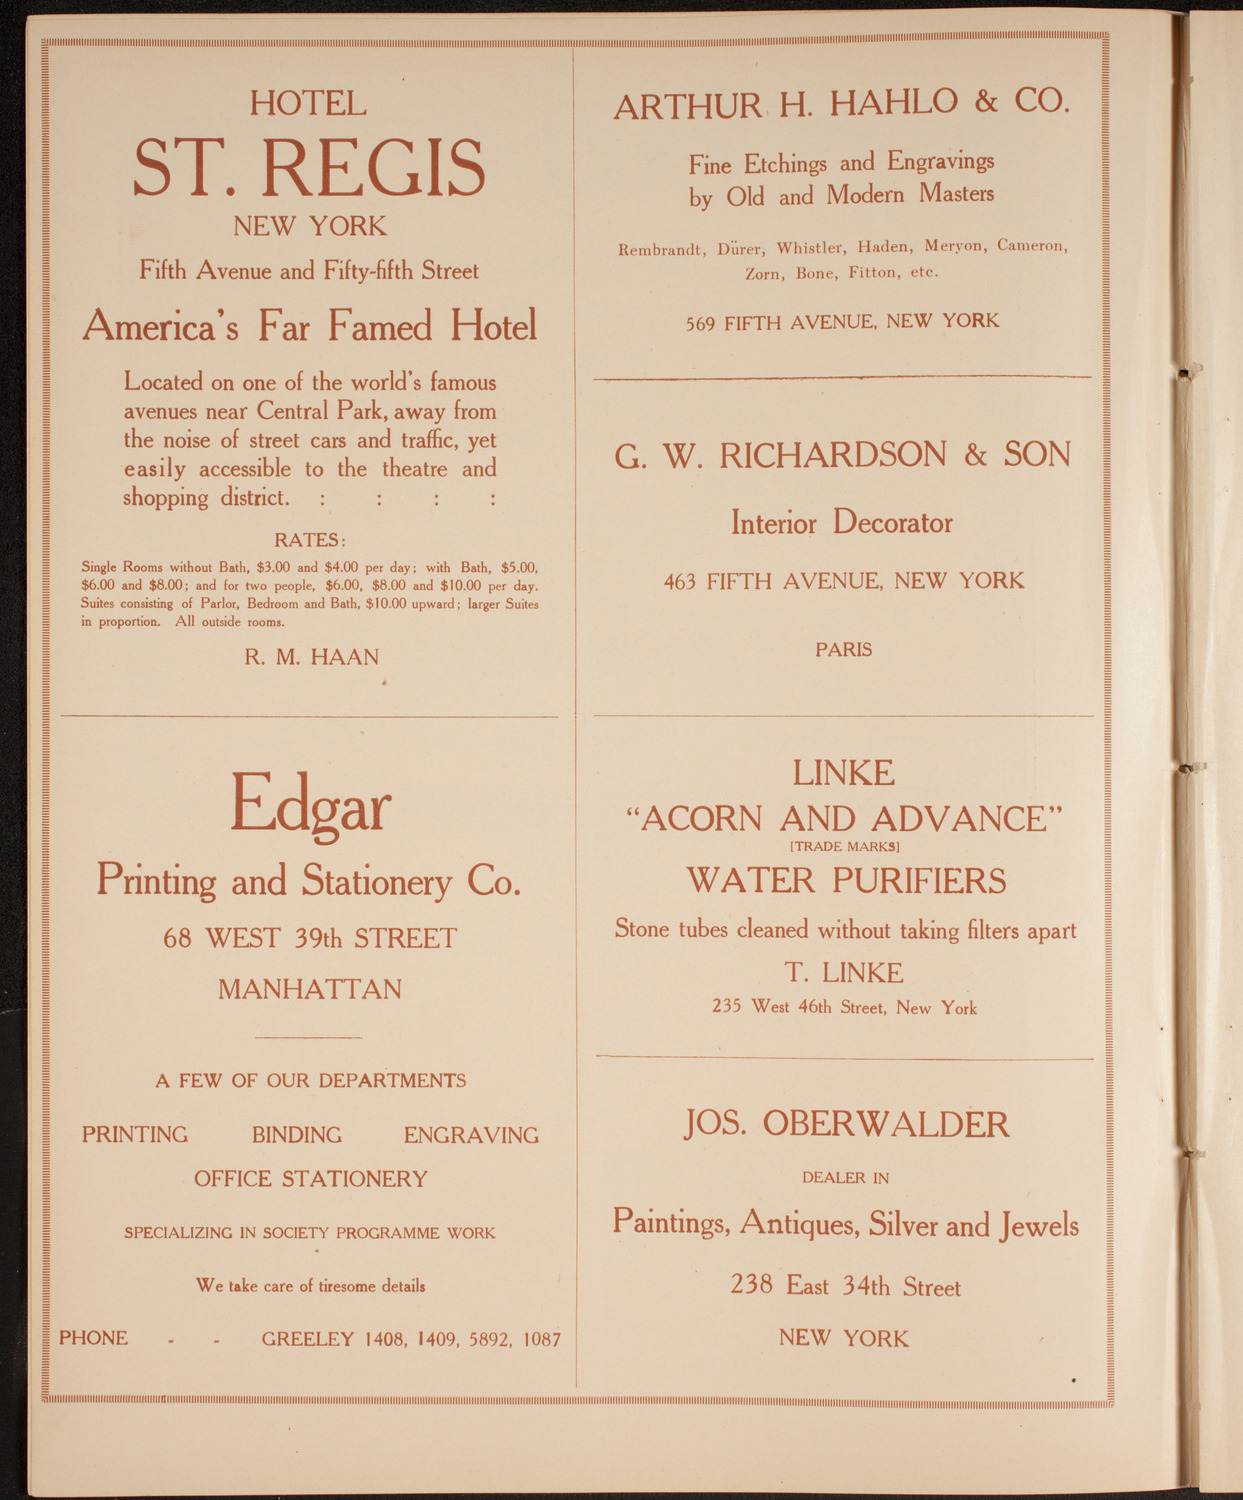 HOTEL
ST. REGIS
NEW YORK
Fifth Avenue and Fifty-fifth Street
America's Far Famed Hotel
Located on one of the world's famous
avenues near Central Park, away from
the noise of street cars and traffic, yet
easily accessible to the theatre and
shopping district. : : : :
RATES:
Single Rooms without Bath, $3.00 and $4.00 per day; with Bath, $5.00,
$6.00 and $8.00; and for two people, $6.00, $8.00 and $10.00 per day.
Suites consisting of Parlor, Bedroom and Bath, $10.00 upward; larger Suites
in proportion. All outside rooms.
R. M. HAAN
Edgar
Printing and Stationery Co.
68 WEST 39th STREET
MANHATTAN
A FEW OF OUR DEPARTMENTS
PRINTING BINDING ENGRAVING
OFFICE STATIONERY
SPECIALIZING IN SOCIETY PROGRAMME WORK
We take care of tiresome details
PHONE - - GREELEY 1408, 1409, 5892, 1087
ARTHUR H. HAHLO & CO.
Fine Etchings and Engravings
by Old and Modern Masters
Rembrandt, Dürer, Whistler, Haden, Meryon, Cameron,
Zorn, Bone, Fitton, etc.
569 FIFTH AVENUE, NEW YORK
G. W. RICHARDSON & SON
Interior Decorator
463 FIFTH AVENUE, NEW YORK
PARIS
LINKE
"ACORN AND ADVANCE"
[TRADE MARKS]
WATER PURIFIERS
Stone tubes cleaned without taking filters apart
T. LINKE
235 West 46th Street, New York
JOS. OBERWALDER
DEALER IN
Paintings, Antiques, Silver and Jewels
238 East 34th Street
NEW YORK